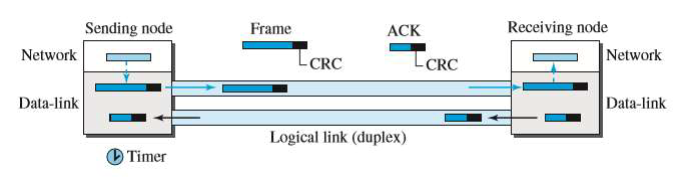 Sending node
Frame
ACK
Receiving node
Network
CRC
CRC
Network
Data-link
Data-link
Logical link (duplex)
Timer